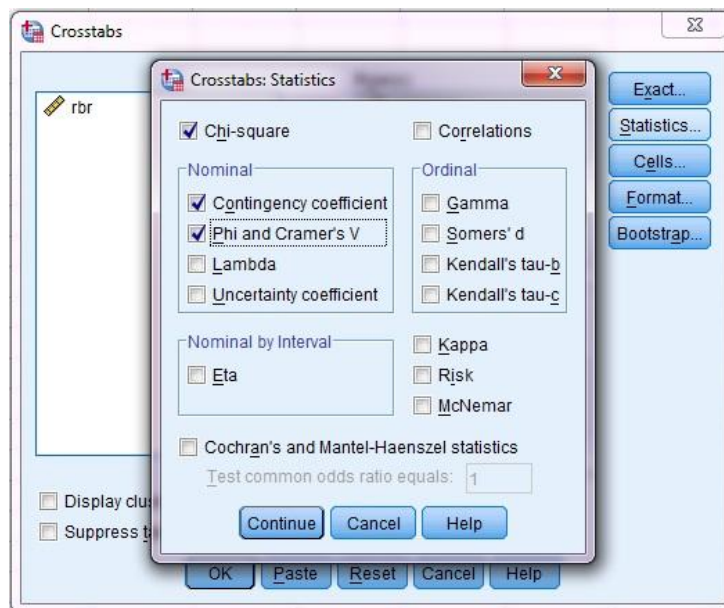 Crosstabs
Crosstabs: Statistics
rbr
Chi-square
Correlations
Nominal
Contingency coefficient
Phi and Cramer's V
Lambda
Uncertainty coefficient
Ordinal
Gamma
Somers' d
Kendall's tau-b
Kendall's tau-c
Nominal by Interval
Eta
Kappa
Risk
McNemar
Cochran's and Mantel-Haenszel statistics
Test common odds ratio equals: 1
Continue Cancel Help
Exact...
Statistics...
Cells...
Format...
Bootstrap...
Display
Suppress
OK Paste Reset Cancel Help